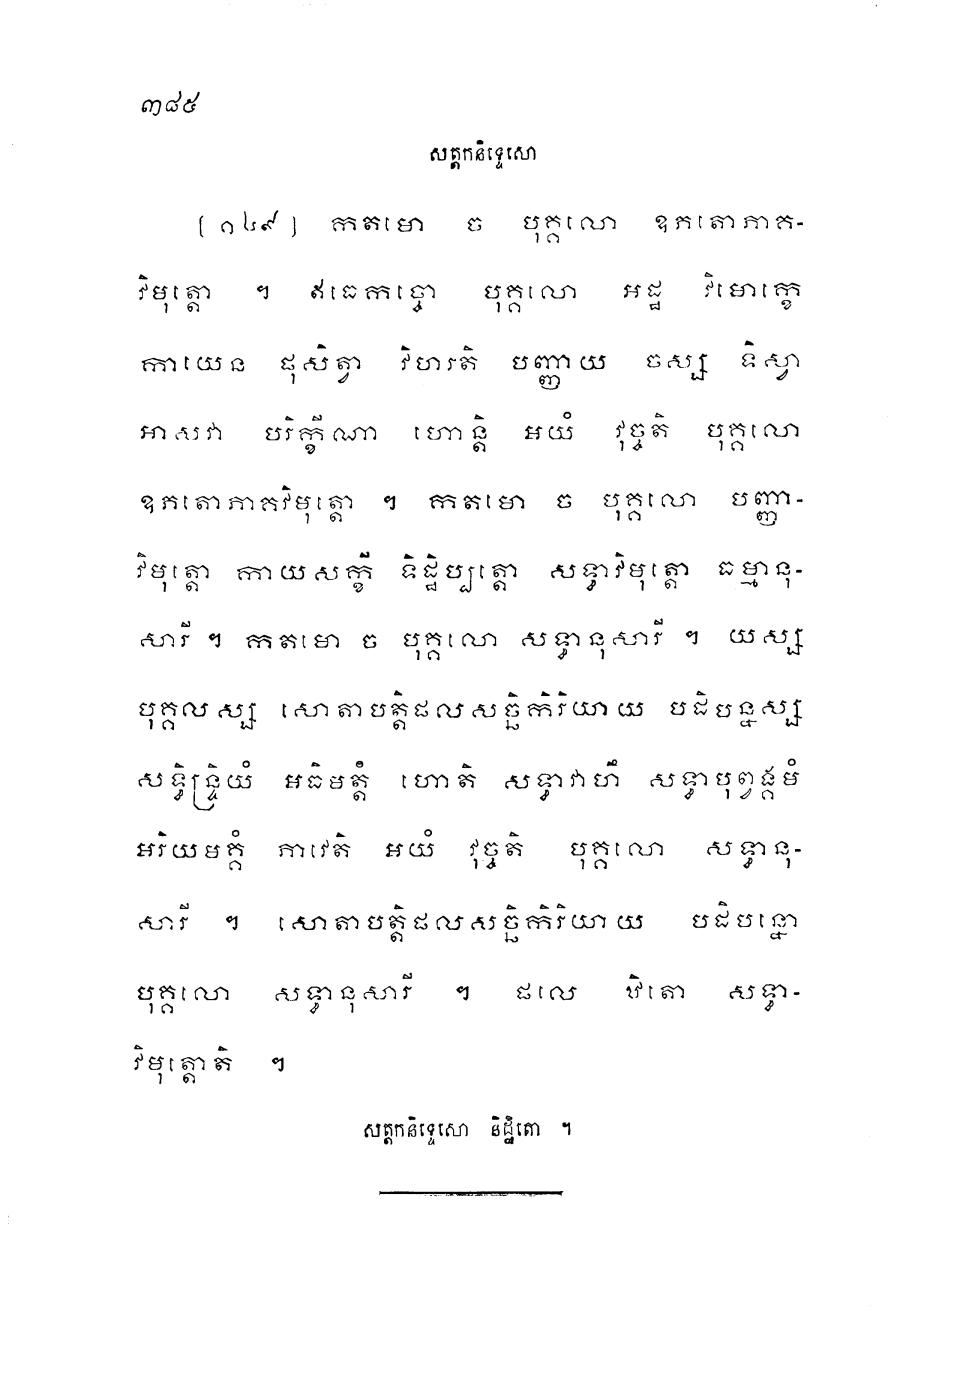 ៣៨៥
សត្តកនិទ្ទេសោ
[១៤៩] កតមោ ច បុគ្គលោ ឧភតោភាគ-
វិមុត្តោ ។ ឥធេកច្ចោ បុគ្គលោ អដ្ឋ វិមោក្ខេ
កាយេន ផុសិត្វា វិហរតិ បញ្ញាយ ចស្ស ទិស្វា
អាសវា បរិក្ខីណា ហោន្តិ អយំ វុច្ចតិ បុគ្គលោ
ឧភតោភាគវិមុត្តោ ។ កតមោ ច បុគ្គលោ បញ្ញា-
វិមុត្តោ កាយសក្ខី ទិដ្ឋិប្បត្តោ សទ្ធាវិមុត្តោ ធម្មានុ-
សារី ។ កតមោ ច បុគ្គលោ សទ្ធានុសារី ។ យស្ស
បុគ្គលស្ស សោតាបត្តិផលសច្ឆិកិរិយាយ បដិបន្នស្ស
សទ្ធិន្ទ្រិយំ អធិមត្តំ ហោតិ សទ្ធាវាហឹ សទ្ធាបុព្វង្គមំ
អរិយមគ្គំ ភាវេតិ អយំ វុច្ចតិ បុគ្គលោ សទ្ធានុ-
សារី ។ សោតាបត្តិផលសច្ឆិកិរិយាយ បដិបន្នោ
បុគ្គលោ សទ្ធានុសារី ។ ផលេ ឋិតោ សទ្ធា-
វិមុត្តោតិ ។
សត្តកនិទ្ទេសោ និដ្ឋិតោ ។